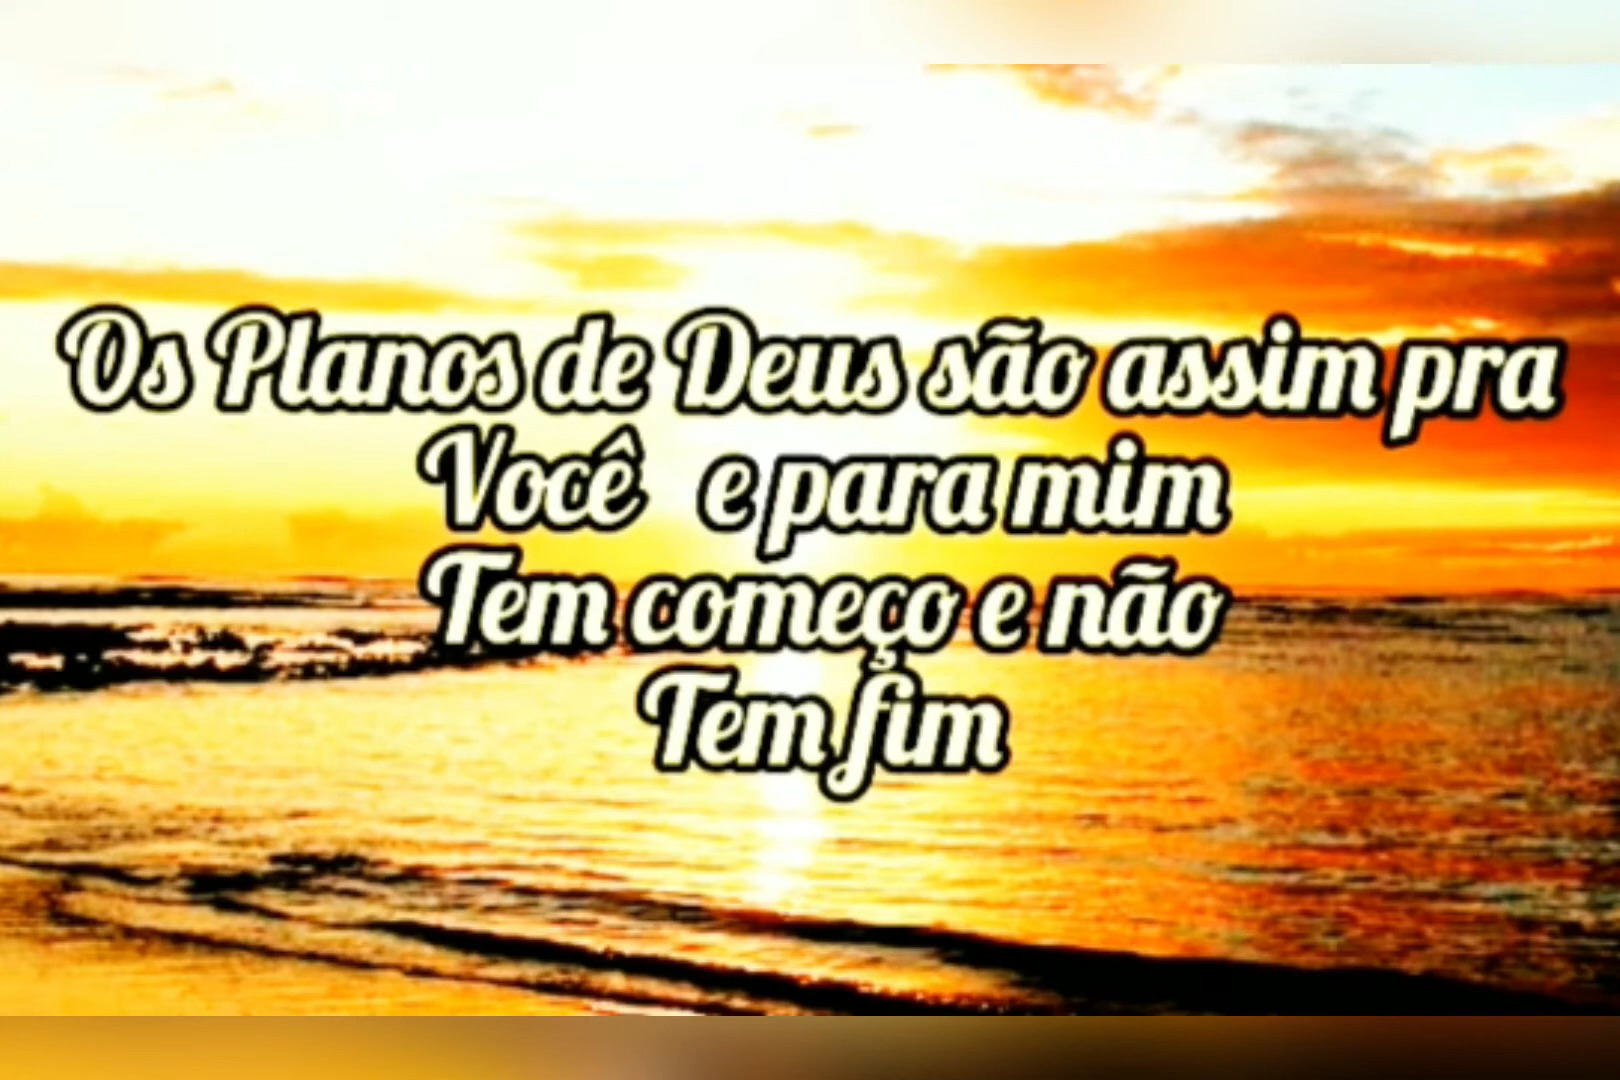 Os Planos de Deus são assim pra
Você e para mim
Tem começo e não
Tem fim